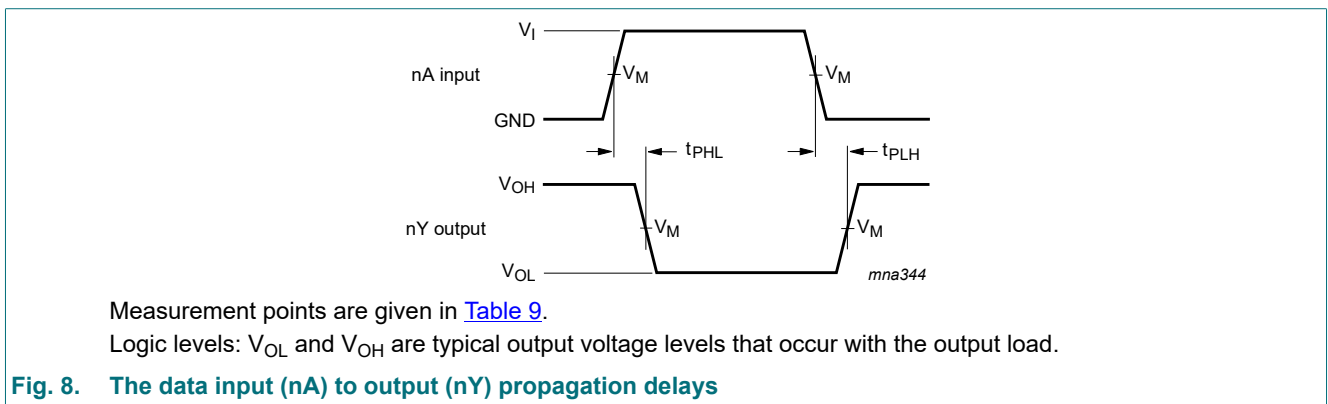 V_I
nA input
V_M
V_M
GND
t_PHL
t_PLH
V_OH
nY output
V_M
V_M
V_OL
mna344
Measurement points are given in Table 9.
Logic levels: V_OL and V_OH are typical output voltage levels that occur with the output load.
Fig. 8. The data input (nA) to output (nY) propagation delays